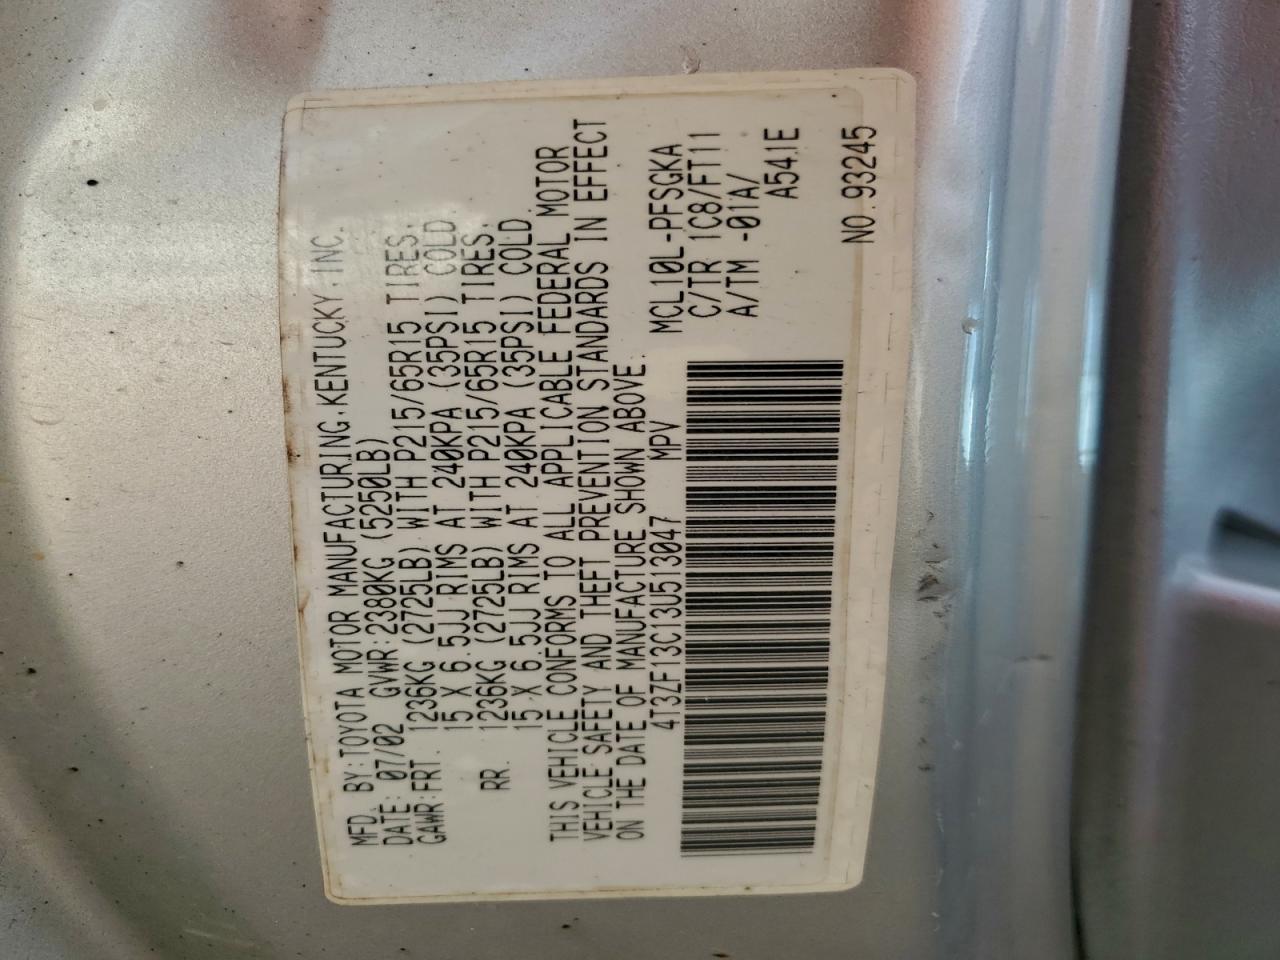 MFD. BY:TOYOTA MOTOR MANUFACTURING,KENTUCKY,INC.
DATE: 07/02 GVWR:2380KG (5250LB)
GAWR:FRT. 1236KG (2725LB) WITH P215/65R15 TIRES,
15 X 6.5JJ RIMS AT 240KPA (35PSI) COLD.
RR. 1236KG (2725LB) WITH P215/65R15 TIRES,
15 X 6.5JJ RIMS AT 240KPA (35PSI) COLD.
THIS VEHICLE CONFORMS TO ALL APPLICABLE FEDERAL MOTOR
VEHICLE SAFETY AND THEFT PREVENTION STANDARDS IN EFFECT
ON THE DATE OF MANUFACTURE SHOWN ABOVE.
4T3ZF13C13U513047 MPV
MCL10L-PFSGKA
C/TR 1C8/FT11
A/TM -01A/
A541E
NO.93245